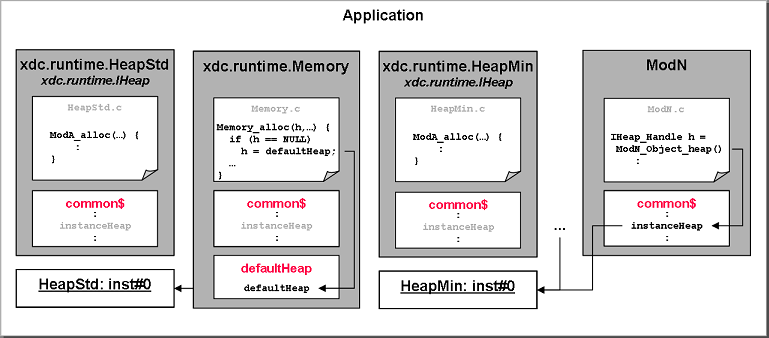 Application
xdc.runtime.HeapStd
xdc.runtime.IHeap
HeapStd.c
ModA_alloc(…) {
:
}
common$
:
instanceHeap
:
HeapStd: inst#0
xdc.runtime.Memory
Memory.c
Memory_alloc(h,…) {
if (h == NULL)
h = defaultHeap;
…
}
common$
:
instanceHeap
:
defaultHeap
defaultHeap
xdc.runtime.HeapMin
xdc.runtime.IHeap
HeapMin.c
ModA_alloc(…) {
:
}
common$
:
instanceHeap
:
HeapMin: inst#0
…
ModN
ModN.c
IHeap_Handle h =
ModN_Object_heap()
:
common$
:
instanceHeap
: